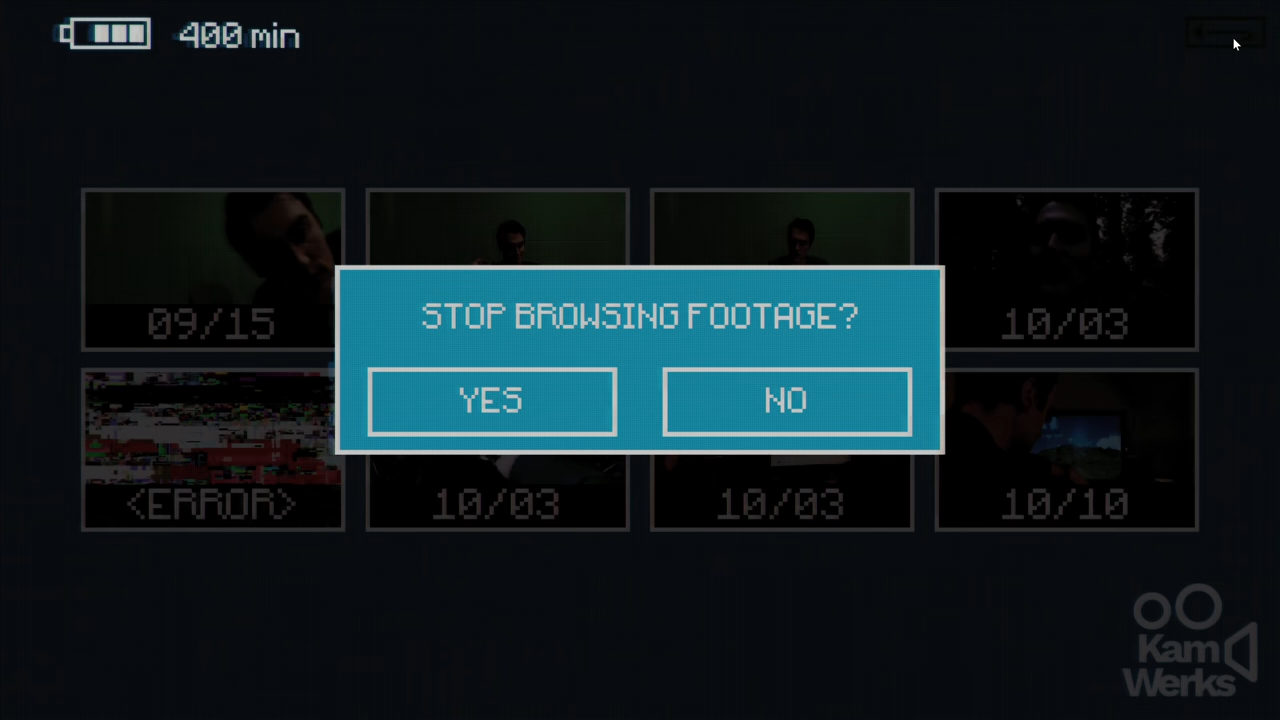 400 min
09/15
10/03
STOP BROWSING FOOTAGE?
YES
NO
<ERROR>
10/03
10/03
10/10
Kam
Werks